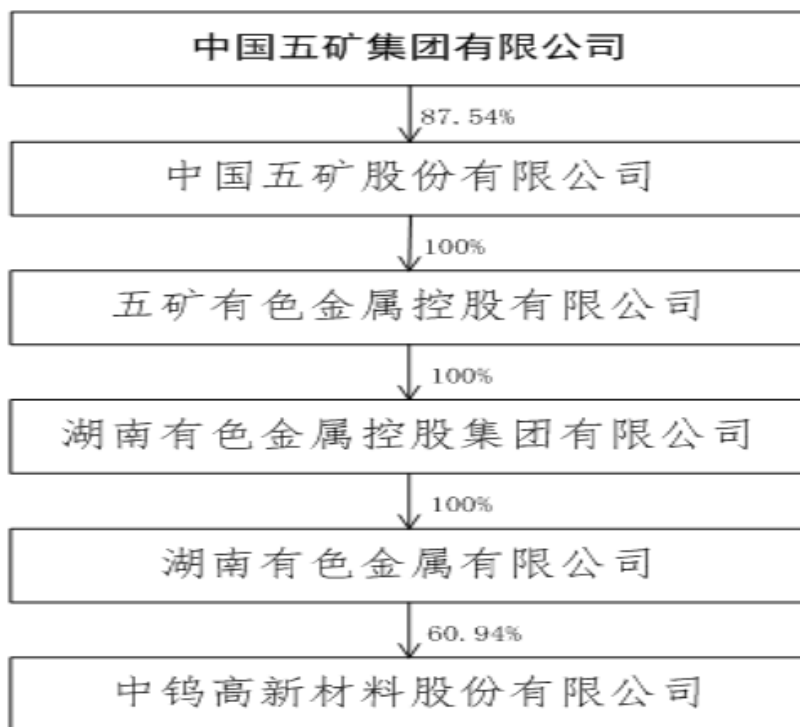 中国五矿集团有限公司
87.54%
中国五矿股份有限公司
100%
五矿有色金属控股有限公司
100%
湖南有色金属控股集团有限公司
100%
湖南有色金属有限公司
60.94%
中钨高新材料股份有限公司